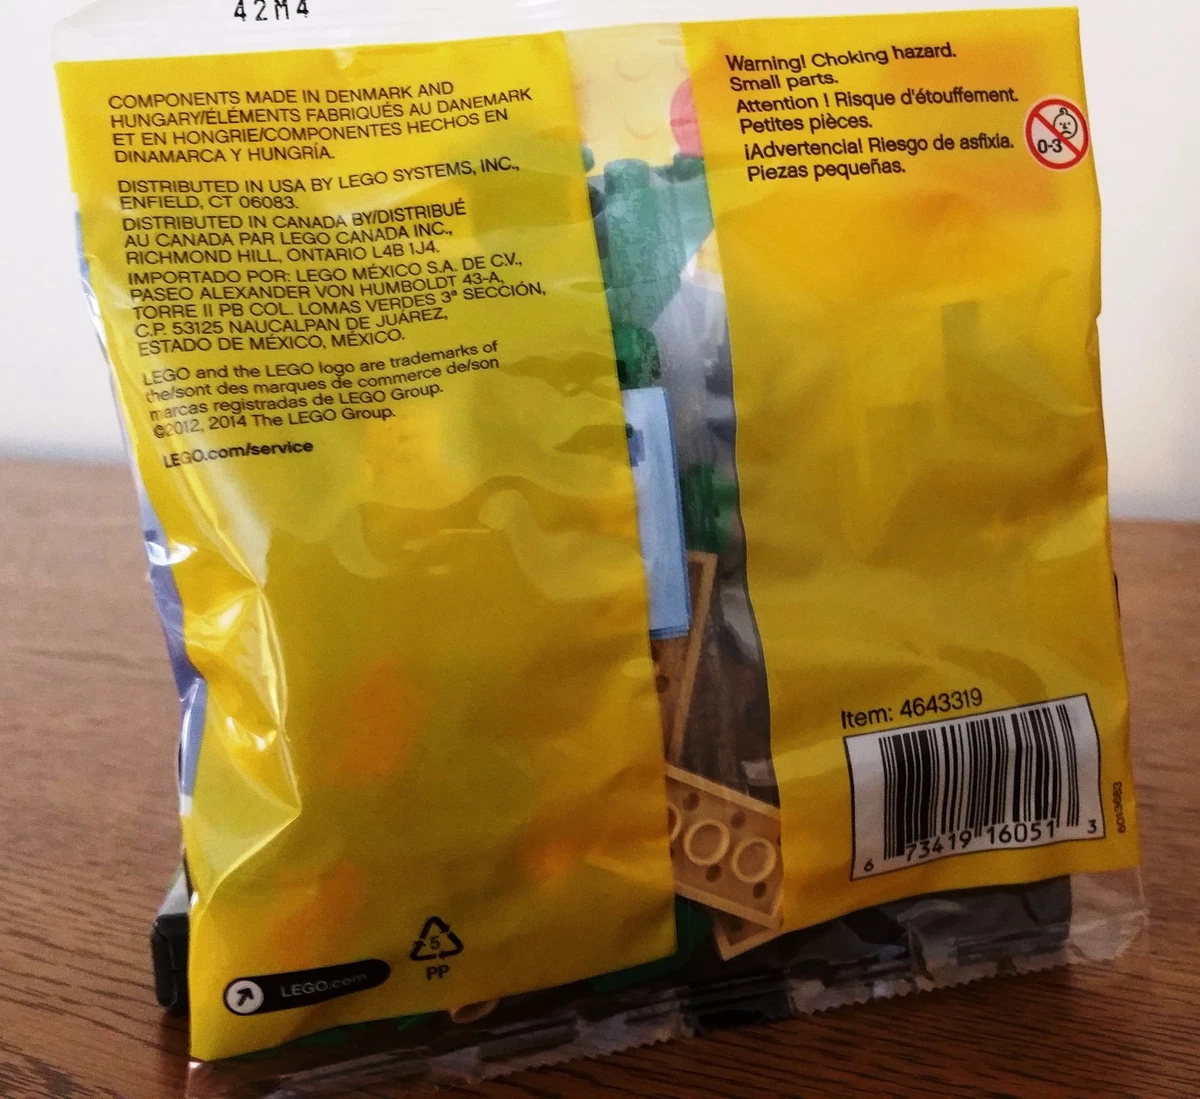 42M4
COMPONENTS MADE IN DENMARK AND
HUNGARY/ÉLÉMENTS FABRIQUÉS AU DANEMARK
ET EN HONGRIE/COMPONENTES HECHOS EN
DINAMARCA Y HUNGRÍA.
DISTRIBUTED IN USA BY LEGO SYSTEMS, INC.,
ENFIELD, CT 06083.
DISTRIBUTED IN CANADA BY/DISTRIBUÉ
AU CANADA PAR LEGO CANADA INC.,
RICHMOND HILL, ONTARIO L4B 1J4.
IMPORTADO POR: LEGO MÉXICO S.A. DE C.V.,
PASEO ALEXANDER VON HUMBOLDT 43-A,
TORRE II PB COL. LOMAS VERDES 3ª SECCIÓN,
C.P. 53125 NAUCALPAN DE JUÁREZ,
ESTADO DE MÉXICO, MÉXICO.
LEGO and the LEGO logo are trademarks of
the/sont des marques de commerce de/son
marcas registradas de LEGO Group.
©2012, 2014 The LEGO Group.
LEGO.com/service
5
PP
LEGO.com
Warning! Choking hazard.
Small parts.
Attention ! Risque d'étouffement.
Petites pièces.
¡Advertencia! Riesgo de asfixia.
Piezas pequeñas.
0-3
Item: 4643319
6 73419 16051 3
6013683